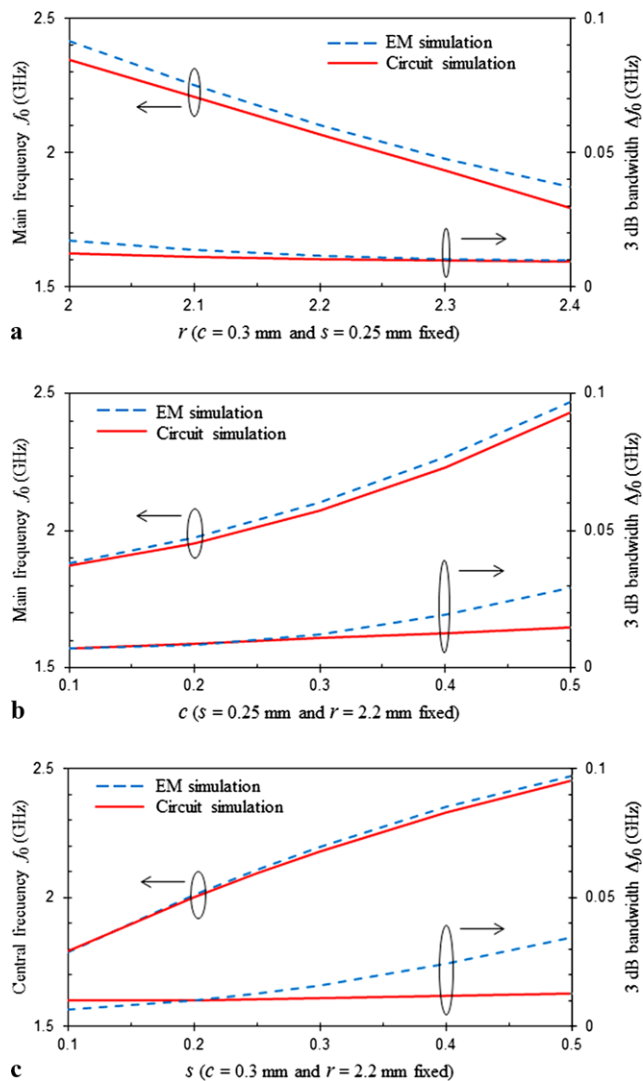 2.5
0.1
EM simulation
Circuit simulation
Main frequency f0 (GHz)
2
0.05
3 dB bandwidth Δf0 (GHz)
1.5
0
2 2.1 2.2 2.3 2.4
a r (c = 0.3 mm and s = 0.25 mm fixed)
2.5
0.1
EM simulation
Circuit simulation
Main frequency f0 (GHz)
2
0.05
3 dB bandwidth Δf0 (GHz)
1.5
0
0.1 0.2 0.3 0.4 0.5
b c (s = 0.25 mm and r = 2.2 mm fixed)
2.5
0.1
EM simulation
Circuit simulation
Central frecuency f0 (GHz)
2
0.05
3 dB bandwidth Δf0 (GHz)
1.5
0
0.1 0.2 0.3 0.4 0.5
c s (c = 0.3 mm and r = 2.2 mm fixed)